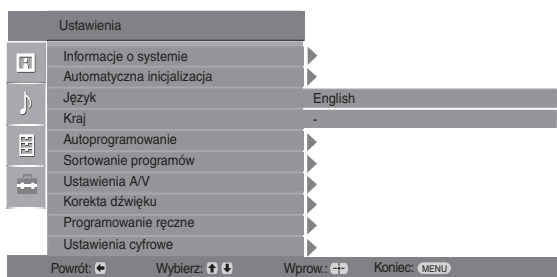 Ustawienia
Informacje o systemie
Automatyczna inicjalizacja
Język English
Kraj -
Autoprogramowanie
Sortowanie programów
Ustawienia A/V
Korekta dźwięku
Programowanie ręczne
Ustawienia cyfrowe
Powrót: Wybierz: Wprow.: Koniec: MENU